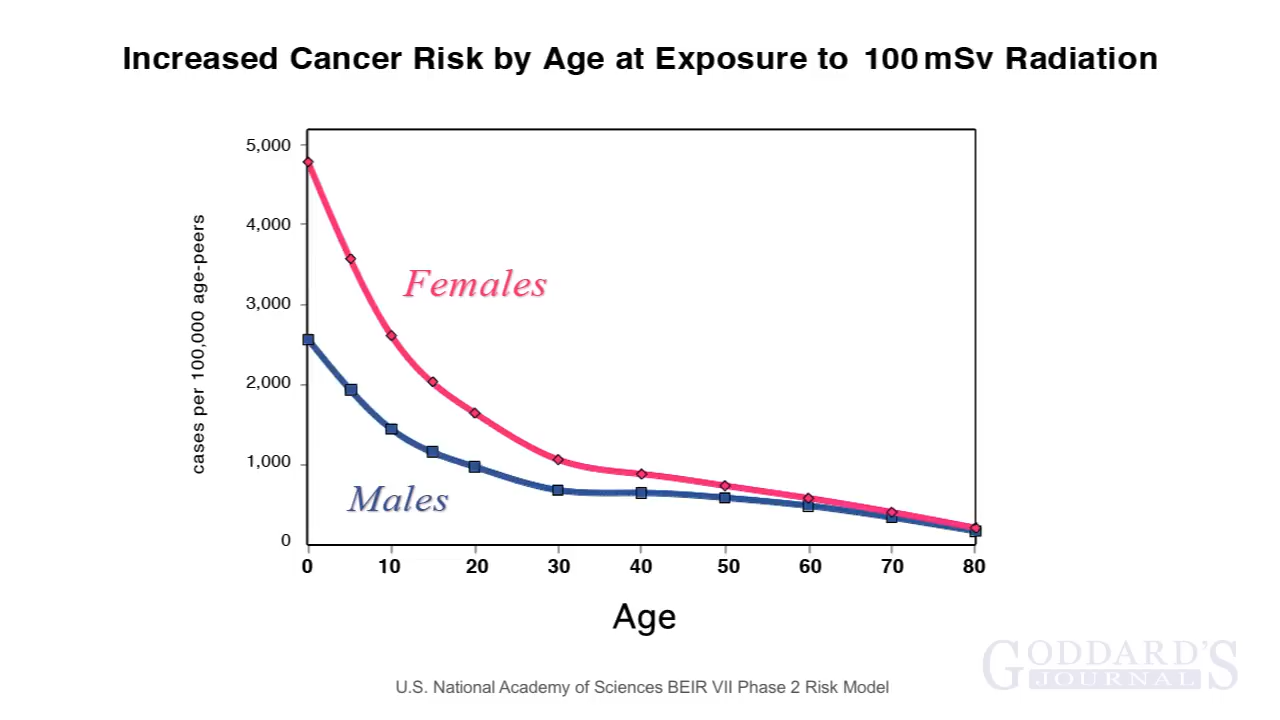 Increased Cancer Risk by Age at Exposure to 100 mSv Radiation
cases per 100,000 age-peers
5,000
4,000
3,000
2,000
1,000
0
Females
Males
0 10 20 30 40 50 60 70 80
Age
GODDARD'S
JOURNAL
U.S. National Academy of Sciences BEIR VII Phase 2 Risk Model